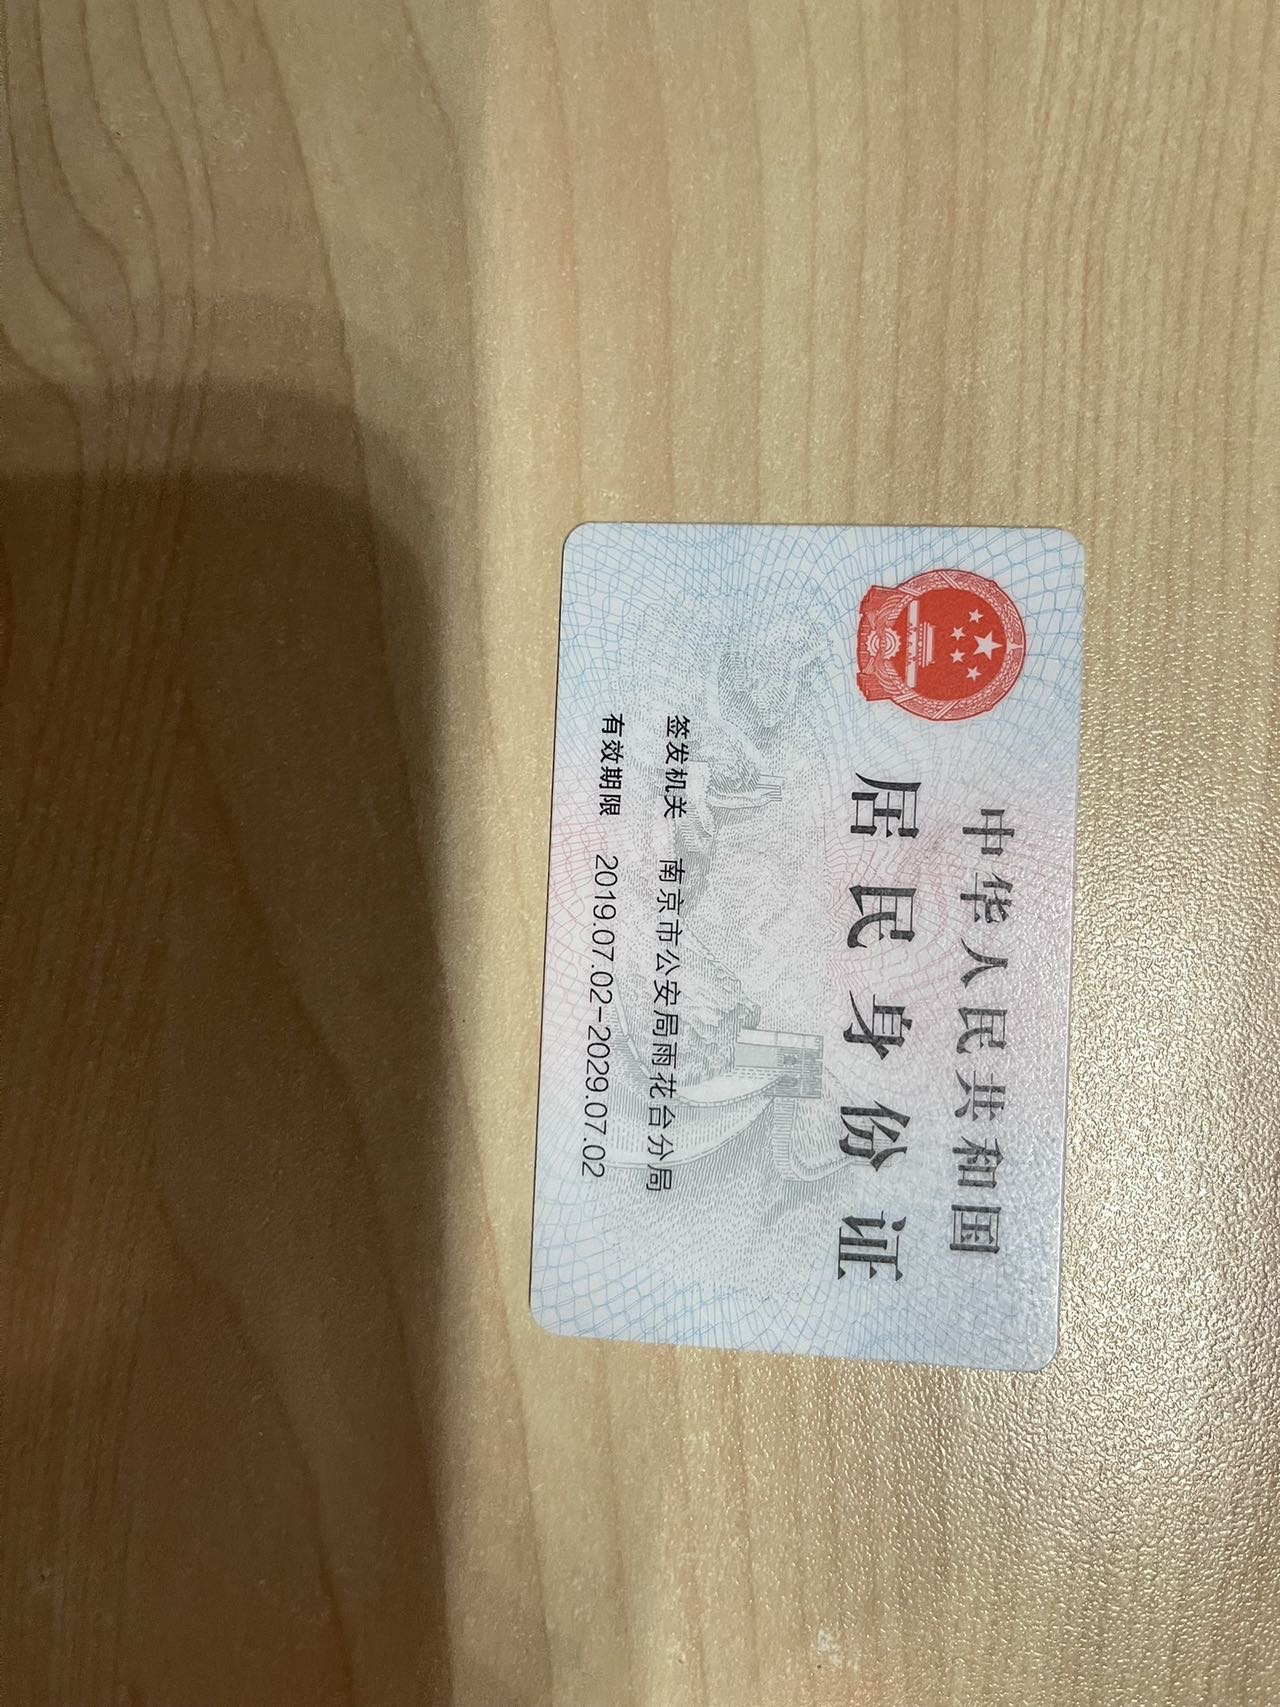 中华人民共和国
居民身份证
签发机关 南京市公安局雨花台分局
有效期限 2019.07.02-2029.07.02